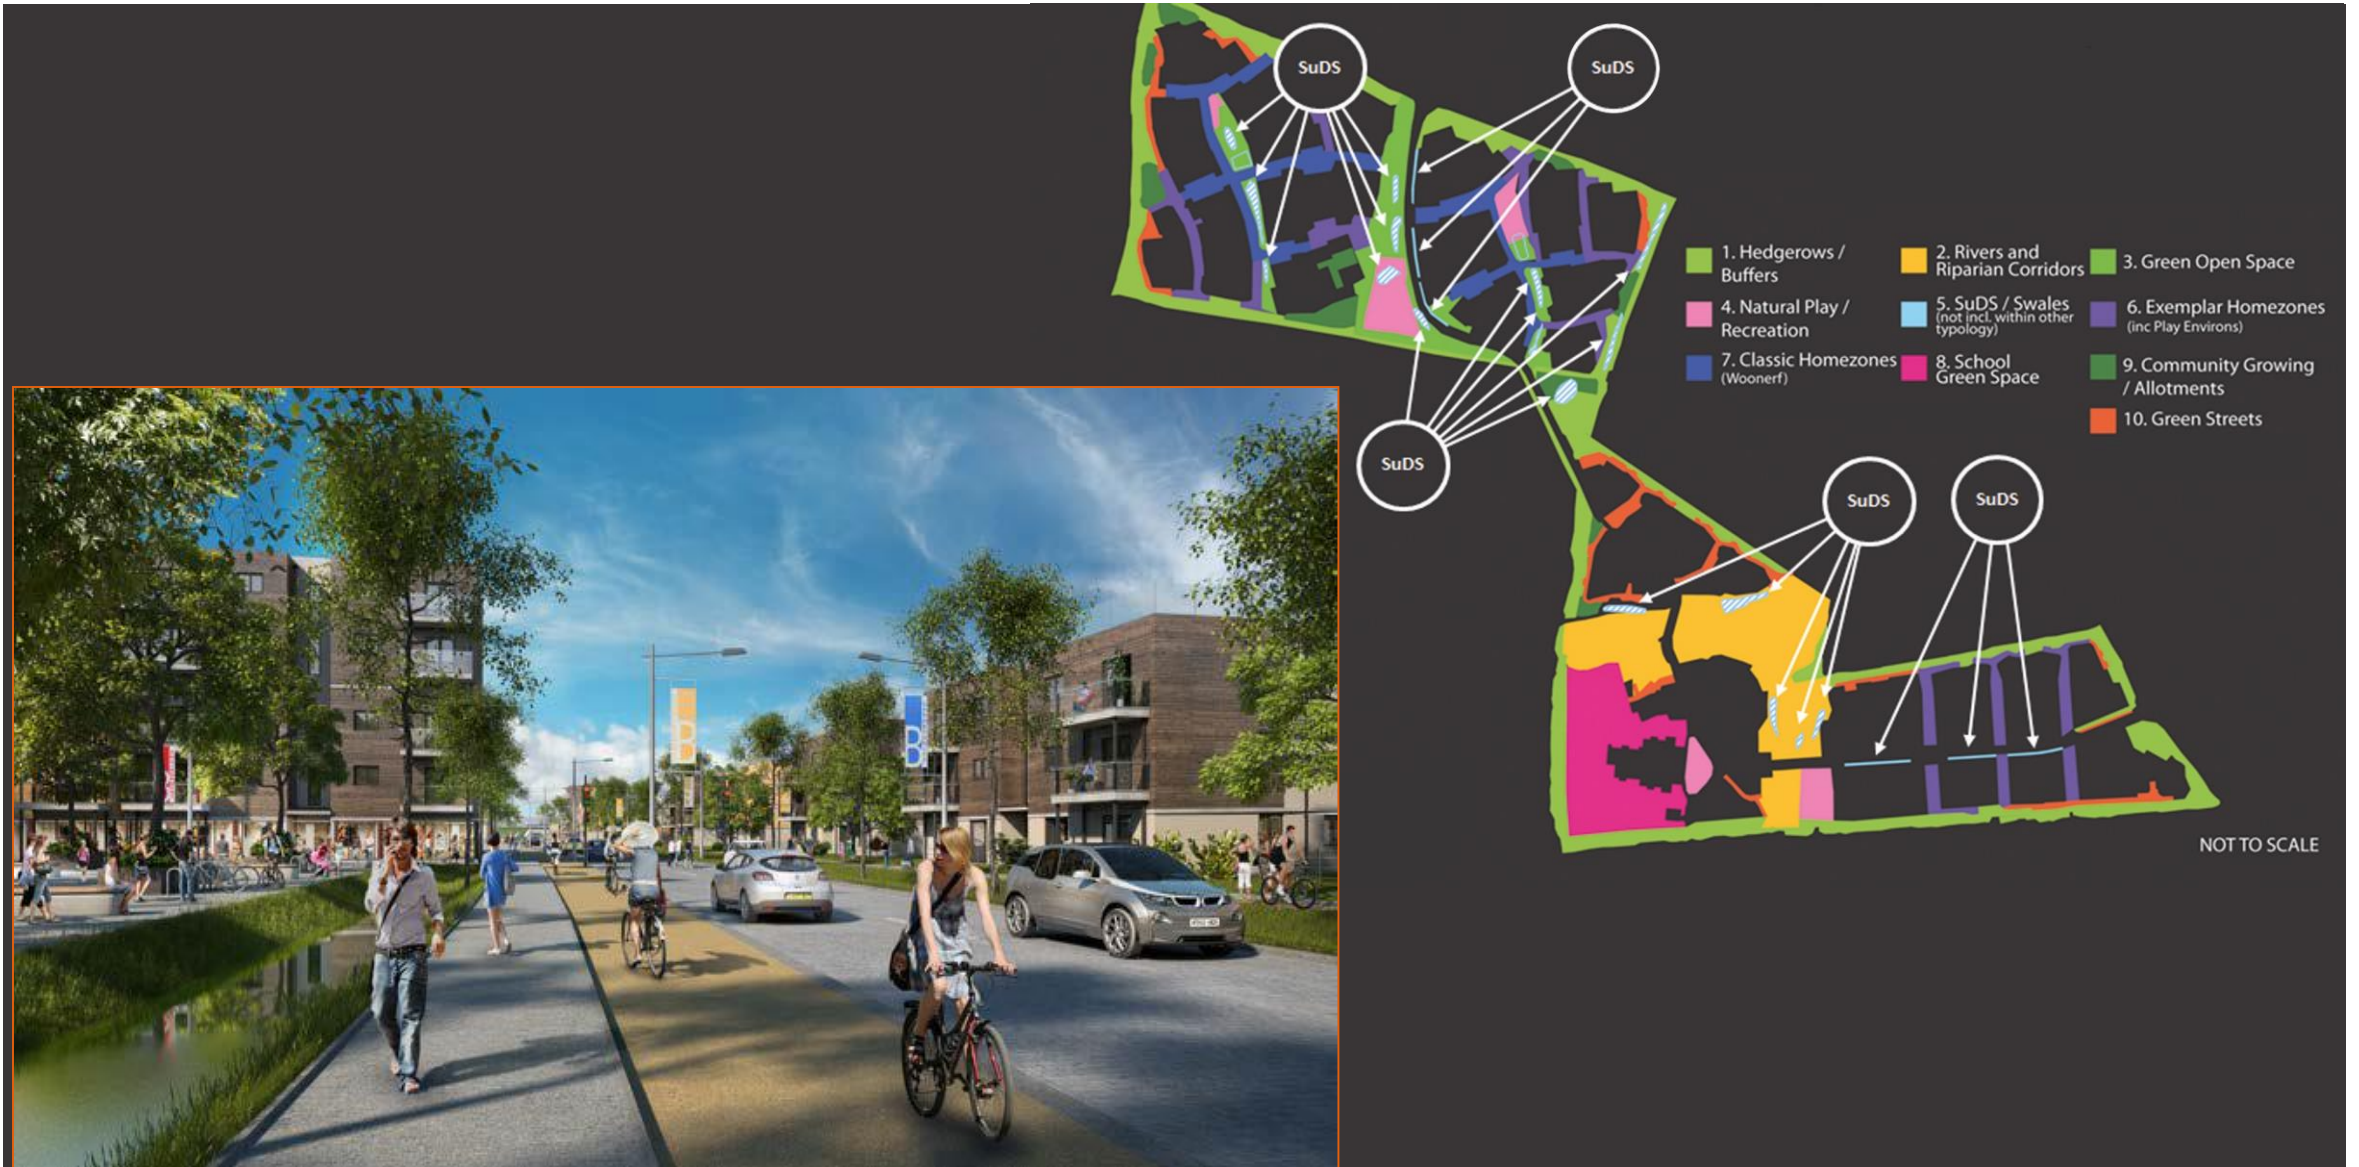 SuDS
SuDS
1. Hedgerows /
Buffers
2. Rivers and
Riparian Corridors
3. Green Open Space
4. Natural Play /
Recreation
5. SuDS / Swales
(not incl. within other
typology)
6. Exemplar Homezones
(inc Play Environs)
7. Classic Homezones
(Woonerf)
8. School
Green Space
9. Community Growing
/ Allotments
10. Green Streets
SuDS
SuDS
SuDS
NOT TO SCALE
B
B